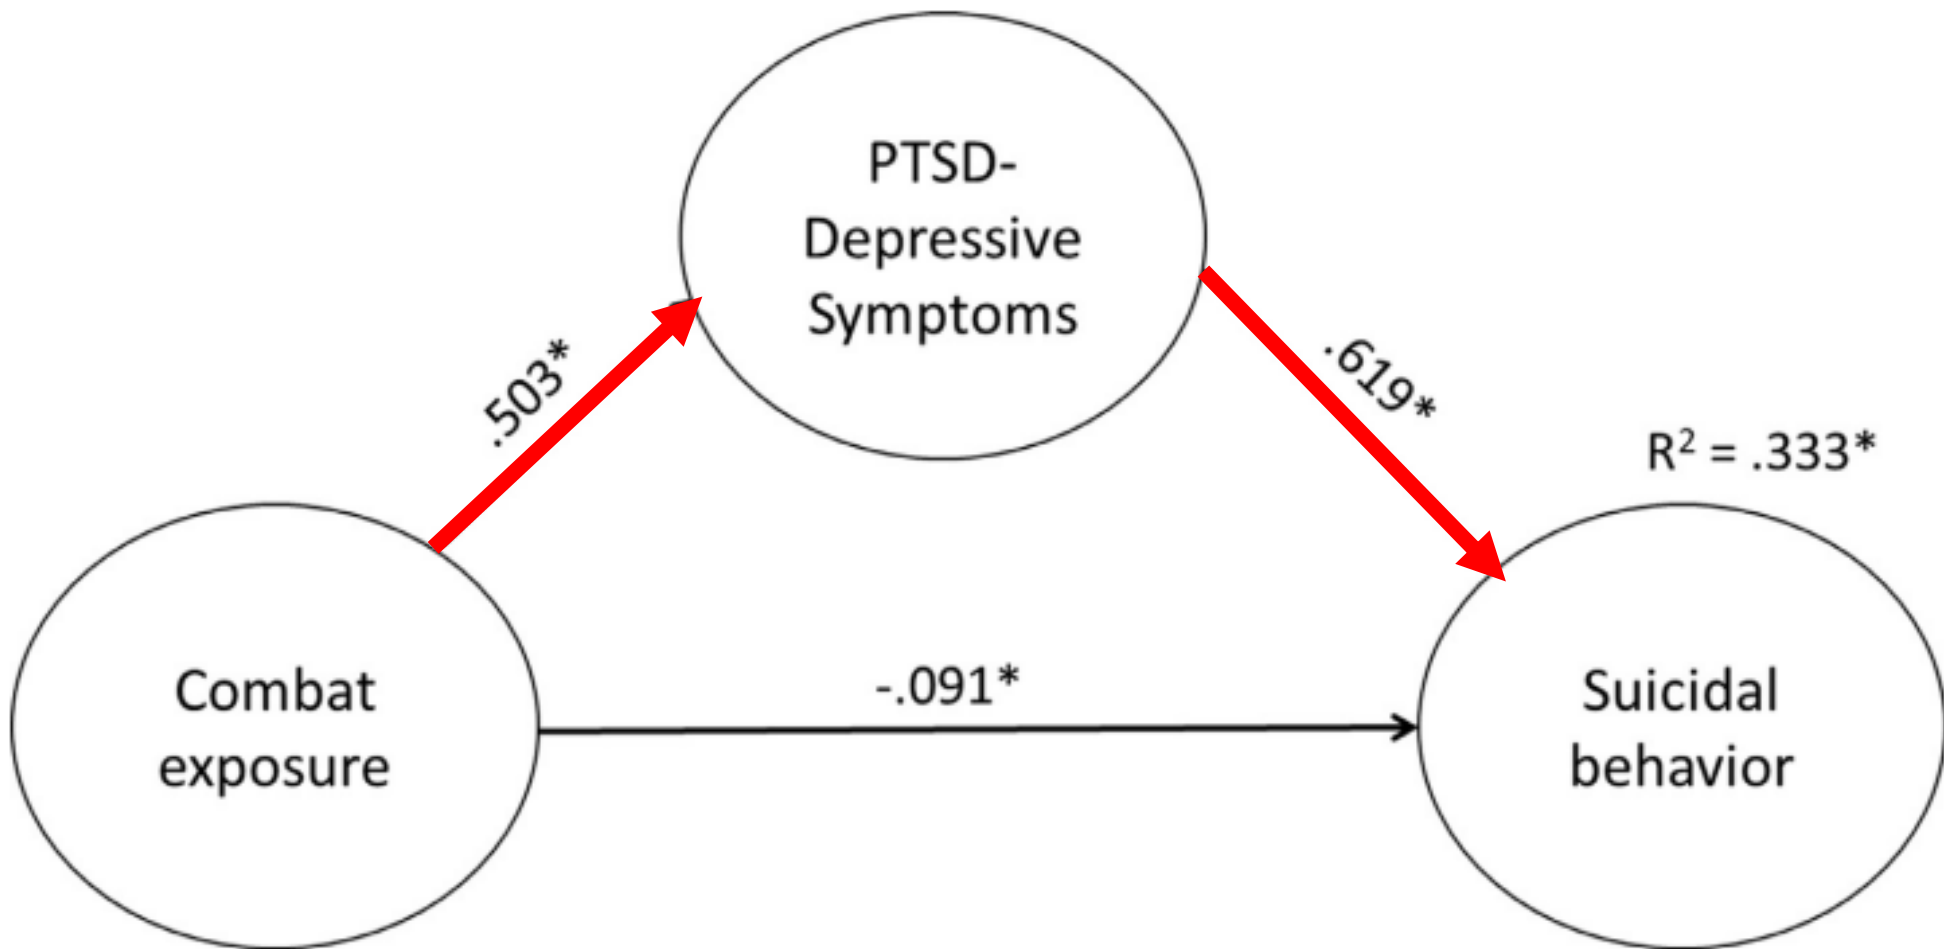 PTSD-
Depressive
Symptoms
.503*
.619*
R² = .333*
Combat
exposure
-.091*
Suicidal
behavior